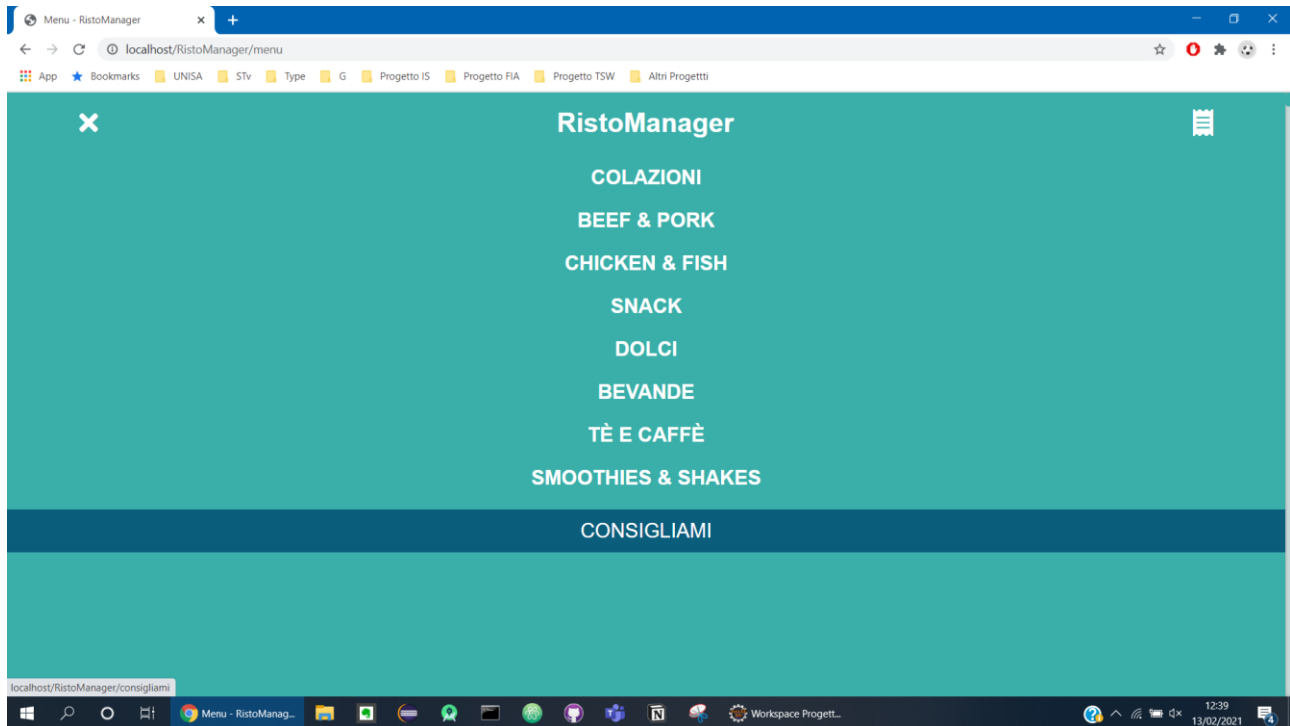 Menu - RistoManager
localhost/RistoManager/menu
App Bookmarks UNISA STv Type G Progetto IS Progetto FIA Progetto TSW Altri Progettti
RistoManager
COLAZIONI
BEEF & PORK
CHICKEN & FISH
SNACK
DOLCI
BEVANDE
TÈ E CAFFÈ
SMOOTHIES & SHAKES
CONSIGLIAMI
localhost/RistoManager/consigliami
Menu - RistoManag... Workspace Progett... 12:39
13/02/2021 4